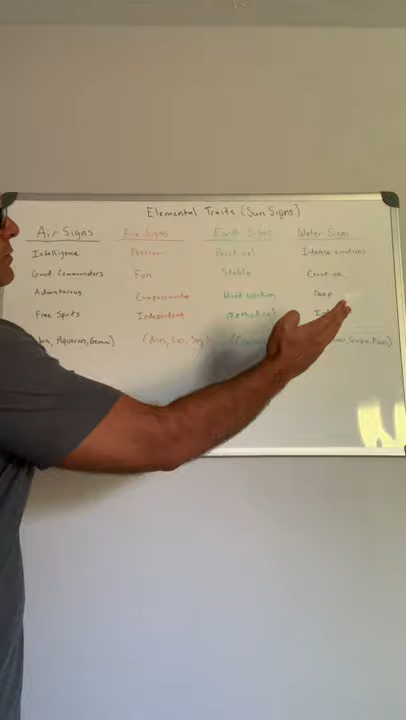 Elemental Traits (Sun Signs)
Air Signs Fire Signs Earth Signs Water Signs
Intelligence Passion Practical Intense emotions
Good Commanders Fun Stable Creative
Adventurous Compassionate Hard working Deep
Free Spirits Independent Methodical
Aquarius, Gemini) (Aries, Leo, Sag) Scorpio, Pisces)